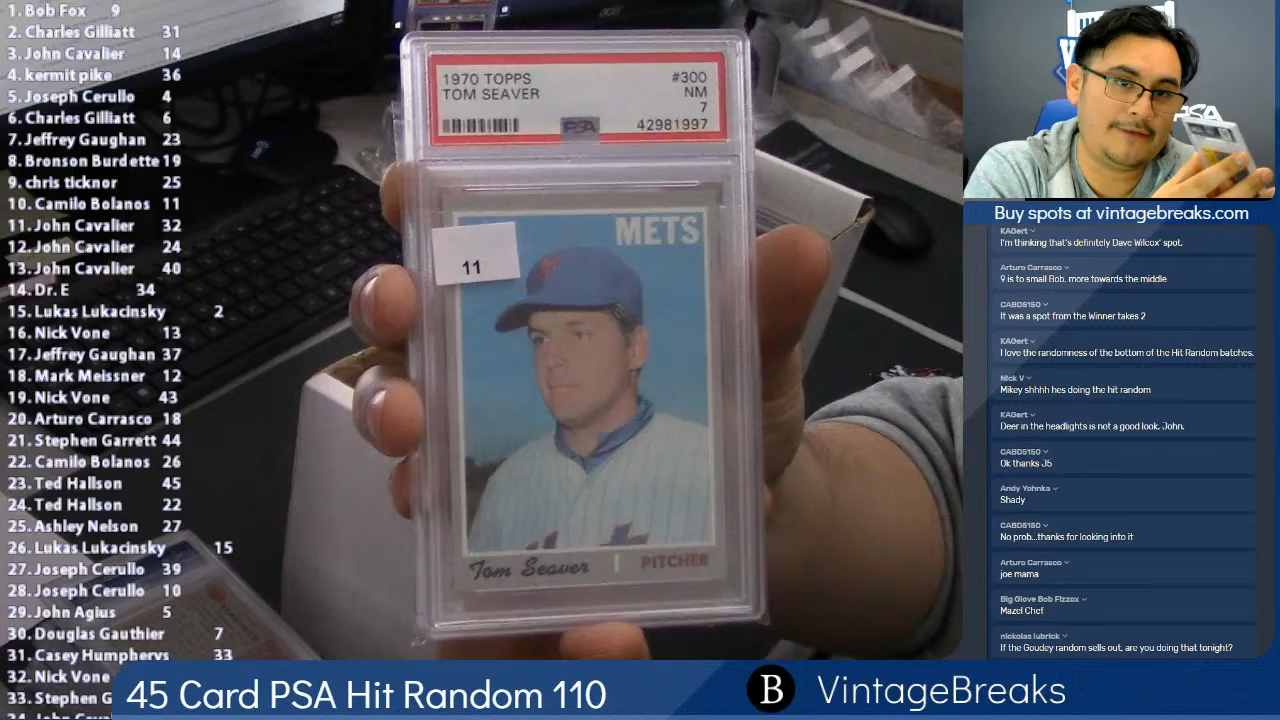 1. Bob Fox 9
2. Charles Gilliatt 31
3. John Cavalier 14
4. kermit pike 36
5. Joseph Cerullo 4
6. Charles Gilliatt 6
7. Jeffrey Gaughan 23
8. Bronson Burdette 19
9. chris ticknor 25
10. Camilo Bolanos 11
11. John Cavalier 32
12. John Cavalier 24
13. John Cavalier 40
14. Dr. E 34
15. Lukas Lukacinsky 2
16. Nick Vone 13
17. Jeffrey Gaughan 37
18. Mark Meissner 12
19. Nick Vone 43
20. Arturo Carrasco 18
21. Stephen Garrett 44
22. Camilo Bolanos 26
23. Ted Hallson 45
24. Ted Hallson 22
25. Ashley Nelson 27
26. Lukas Lukacinsky 15
27. Joseph Cerullo 39
28. Joseph Cerullo 10
29. John Agius 5
30. Douglas Gauthier 7
31. Casey Humpherys 33
32. Nick Vone
33. Stephen G
1970 TOPPS #300
TOM SEAVER NM
7
PSA 42981997
METS
11
Tom Seaver PITCHER
PSA
Buy spots at vintagebreaks.com
KAGert
I'm thinking that's definitely Dave Wilcox' spot.
Arturo Carrasco
9 is to small Bob. more towards the middle
CABD5150
It was a spot from the Winner takes 2
KAGert
I love the randomness of the bottom of the Hit Random batches.
Nick V
Mikey shhhh hes doing the hit random
KAGert
Deer in the headlights is not a good look, John.
CABD5150
Ok thanks J5
Andy Yohnka
Shady
CABD5150
No prob...thanks for looking into it
Arturo Carrasco
joe mama
Big Glove Bob Fizzox
Mazel Chef
nickolas lubrick
If the Goudey random sells out, are you doing that tonight?
45 Card PSA Hit Random 110
B VintageBreaks